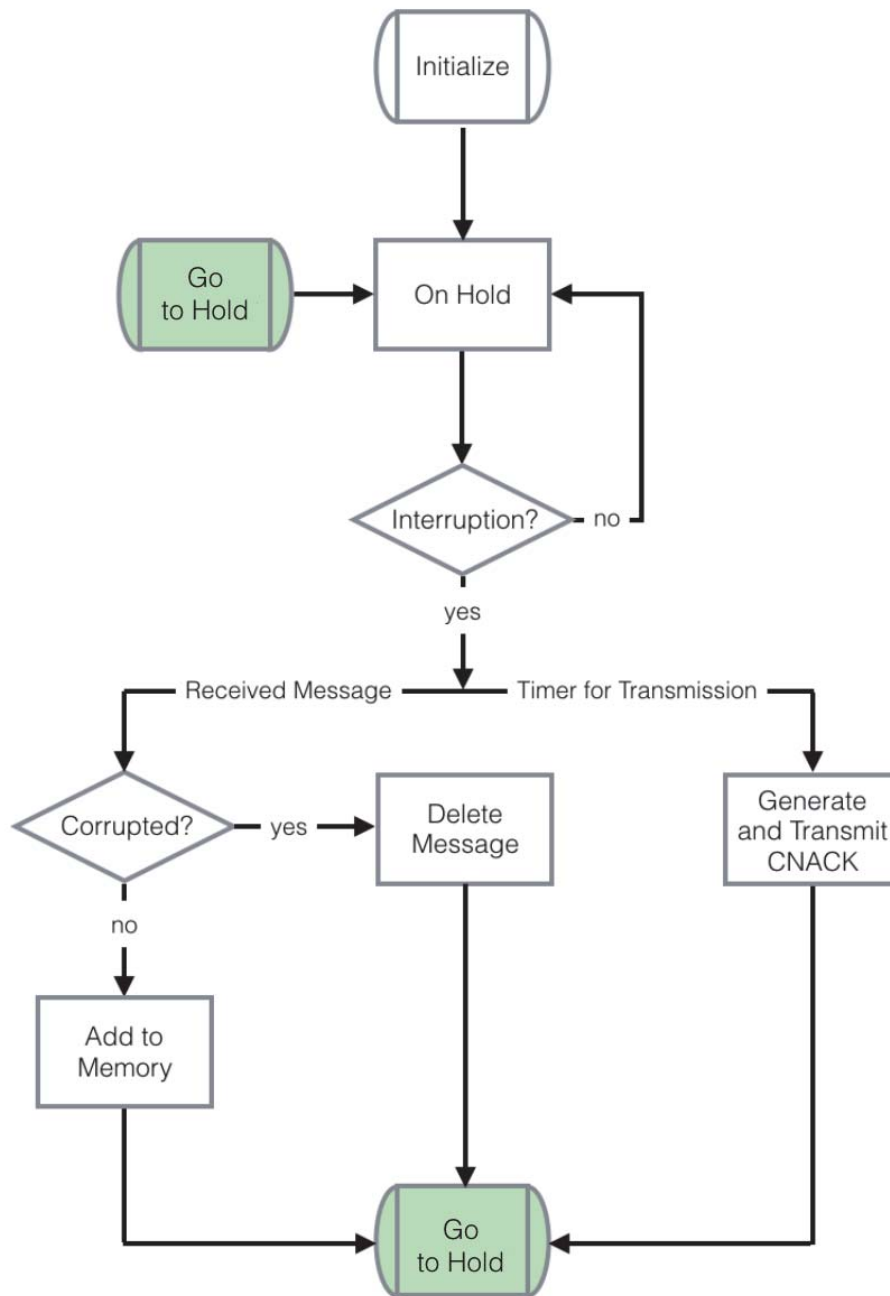 Initialize
Go
to Hold
On Hold
Interruption?
no
yes
Received Message
Timer for Transmission
Corrupted?
yes
Delete
Message
Generate
and Transmit
CNACK
no
Add to
Memory
Go
to Hold